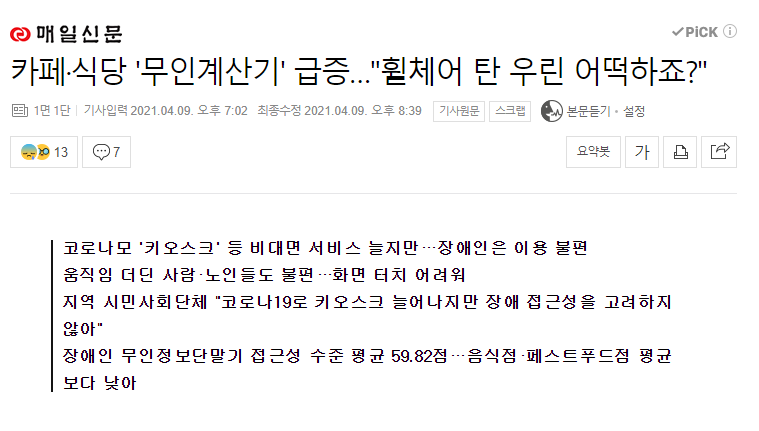 매일신문
PiCK
카페·식당 '무인계산기' 급증…"휠체어 탄 우린 어떡하죠?"
1면 1단 기사입력 2021.04.09. 오후 7:02 최종수정 2021.04.09. 오후 8:39 기사원문 스크랩 본문듣기 · 설정
13 7 요약봇 가
코로나모 '키오스크' 등 비대면 서비스 늘지만…장애인은 이용 불편
움직임 더딘 사람·노인들도 불편…화면 터치 어려워
지역 시민사회단체 "코로나19로 키오스크 늘어나지만 장애 접근성을 고려하지
않아"
장애인 무인정보단말기 접근성 수준 평균 59.82점…음식점·페스트푸드점 평균
보다 낮아